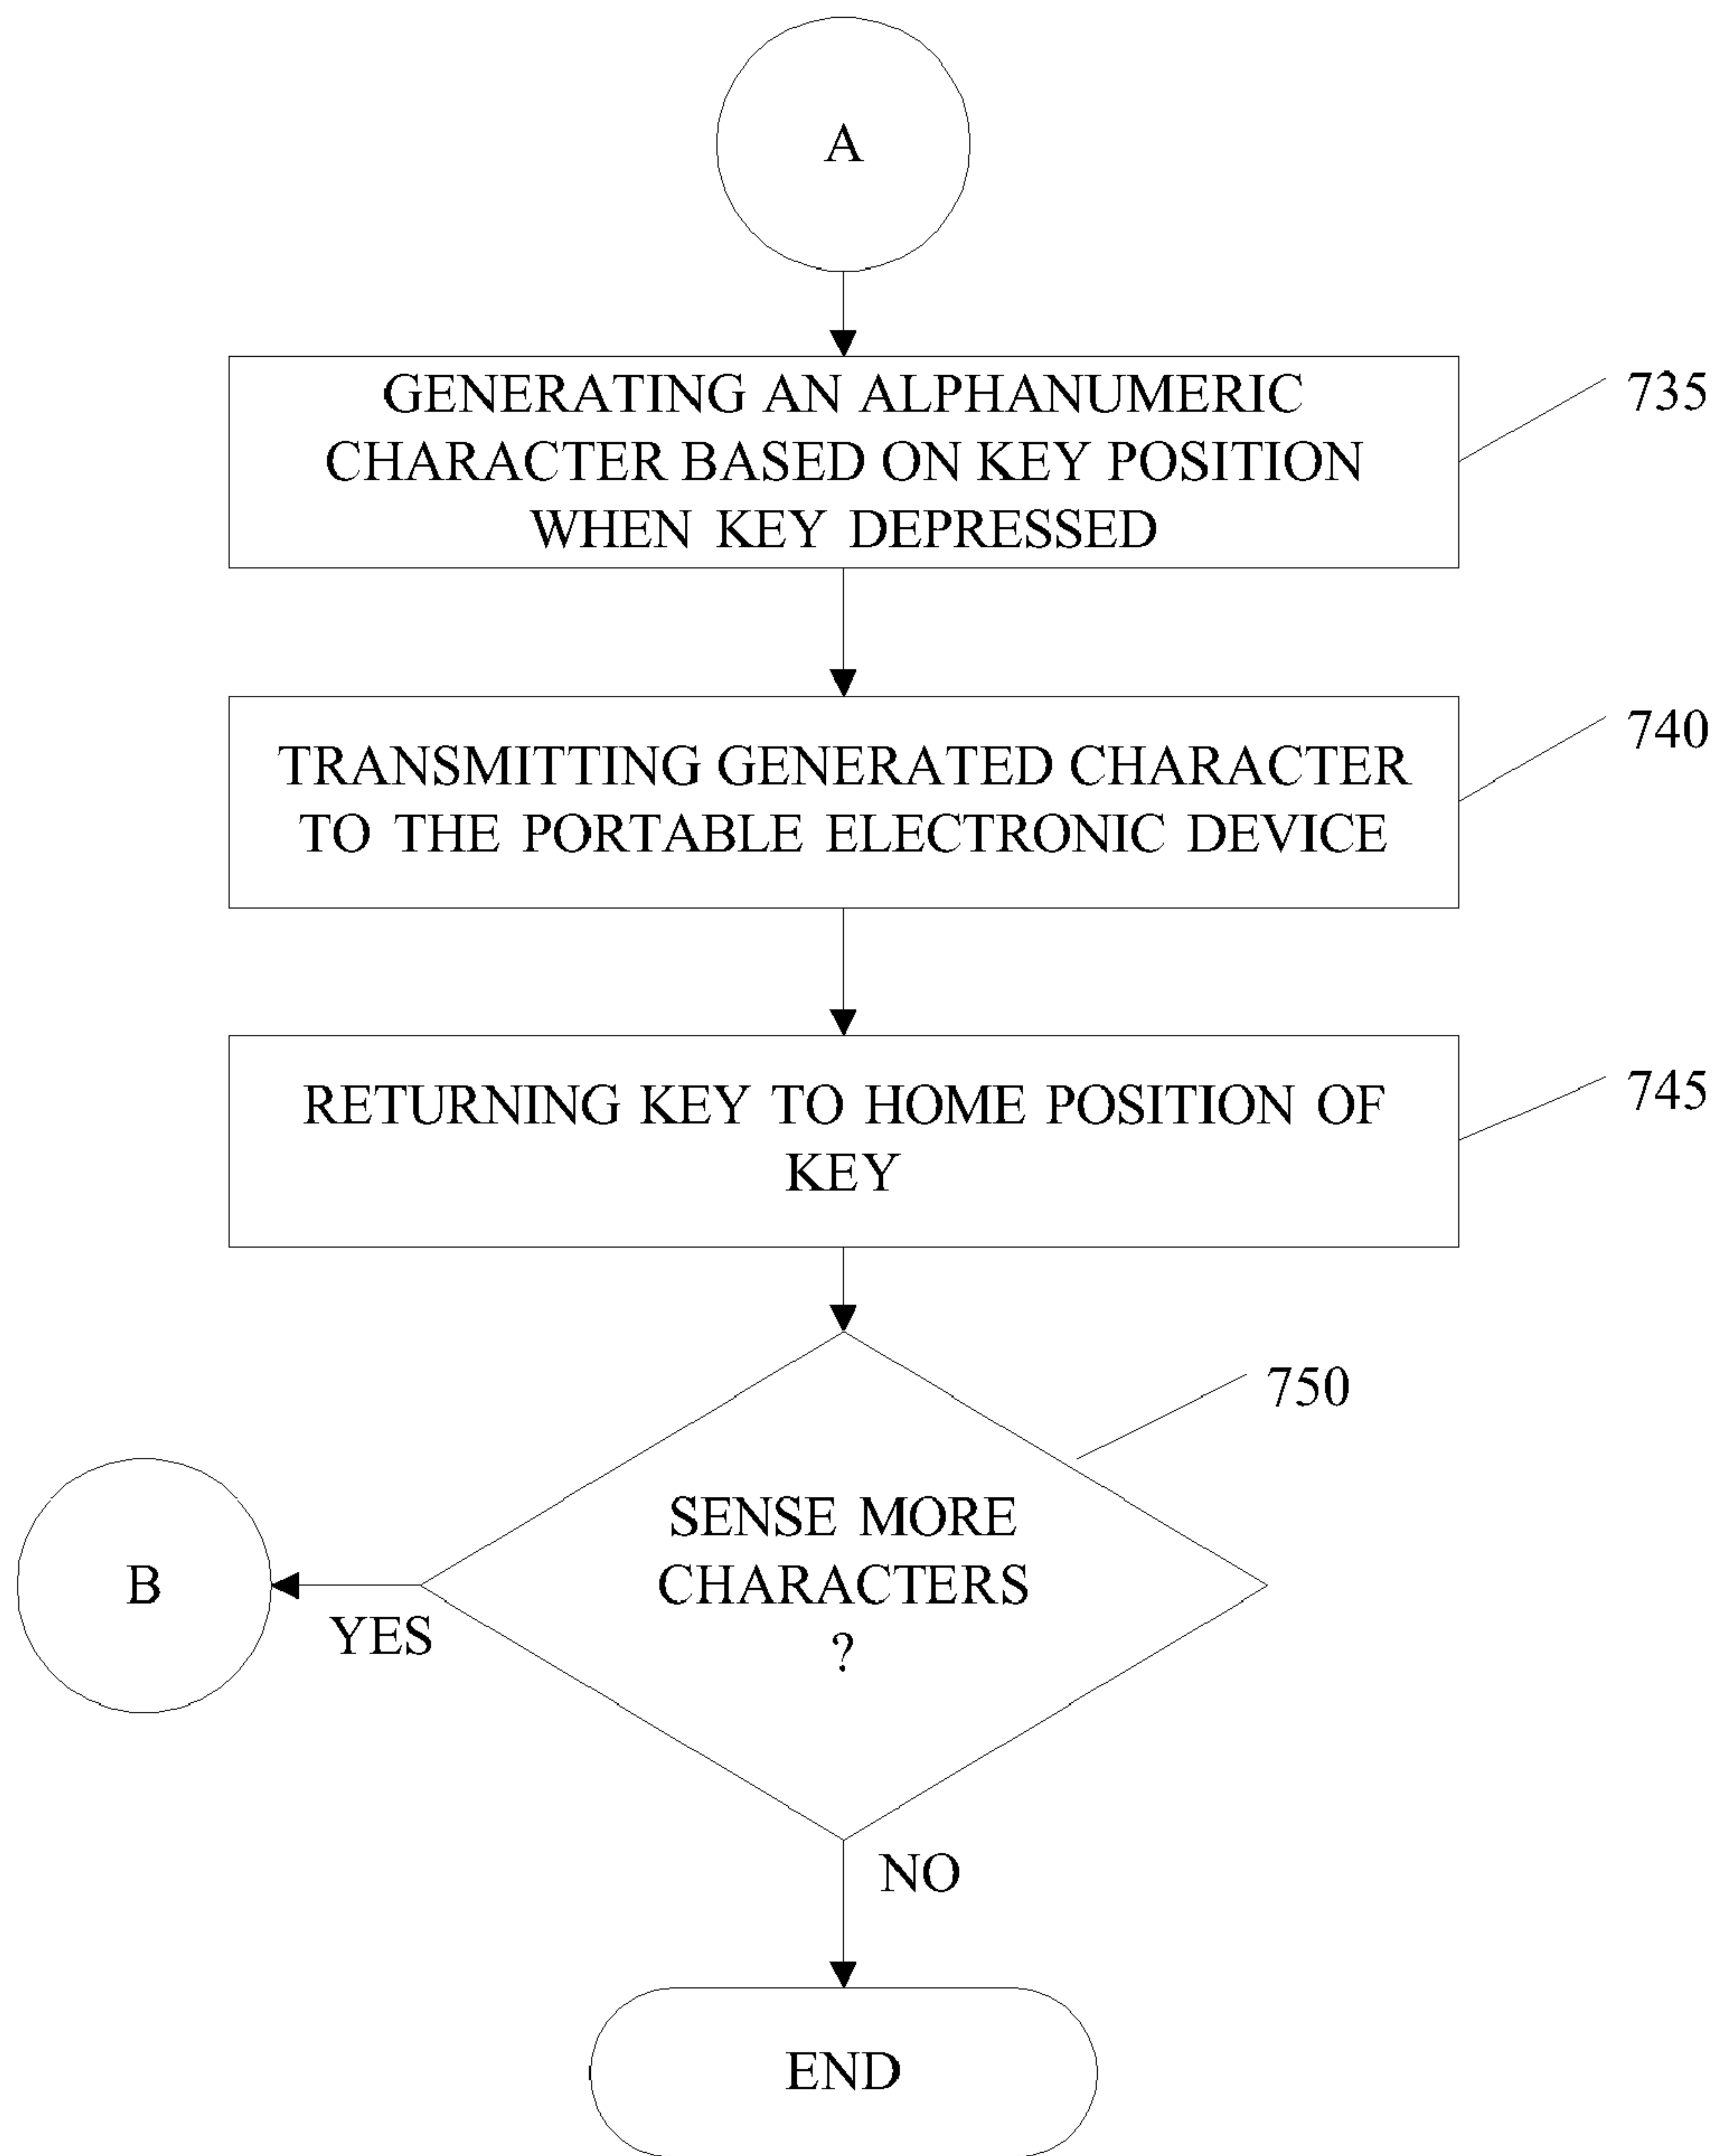 A
GENERATING AN ALPHANUMERIC
CHARACTER BASED ON KEY POSITION
WHEN KEY DEPRESSED
735
TRANSMITTING GENERATED CHARACTER
TO THE PORTABLE ELECTRONIC DEVICE
740
RETURNING KEY TO HOME POSITION OF
KEY
745
750
SENSE MORE
CHARACTERS
?
B
YES
NO
END